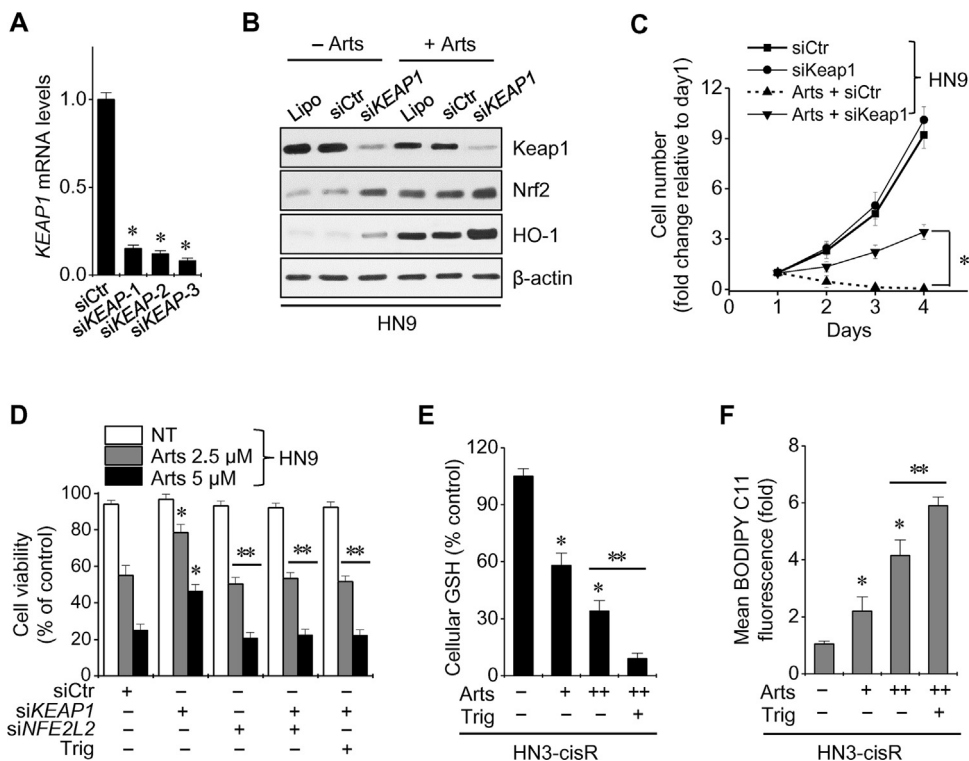 A
KEAP1 mRNA levels
1.0
0.5
0.0
siCtr
siKEAP-1
siKEAP-2
siKEAP-3
*
*
*
B
– Arts
+ Arts
Lipo
siCtr
siKEAP1
Lipo
siCtr
siKEAP1
Keap1
Nrf2
HO-1
β-actin
HN9
C
siCtr
siKeap1
Arts + siCtr
Arts + siKeap1
HN9
Cell number
(fold change relative to day1)
12
9
6
3
0
0 1 2 3 4
Days
*
D
NT
Arts 2.5 µM
Arts 5 µM
HN9
Cell viability
(% of control)
100
80
60
40
20
0
*
*
**
**
**
siCtr + – – – –
siKEAP1 – + – + +
siNFE2L2 – – + + –
Trig – – – – +
E
Cellular GSH (% control)
120
90
60
30
0
*
*
**
Arts – + ++ ++
Trig – – – +
HN3-cisR
F
Mean BODIPY C11
fluorescence (fold)
8
6
4
2
0
*
*
**
Arts – + ++ ++
Trig – – – +
HN3-cisR